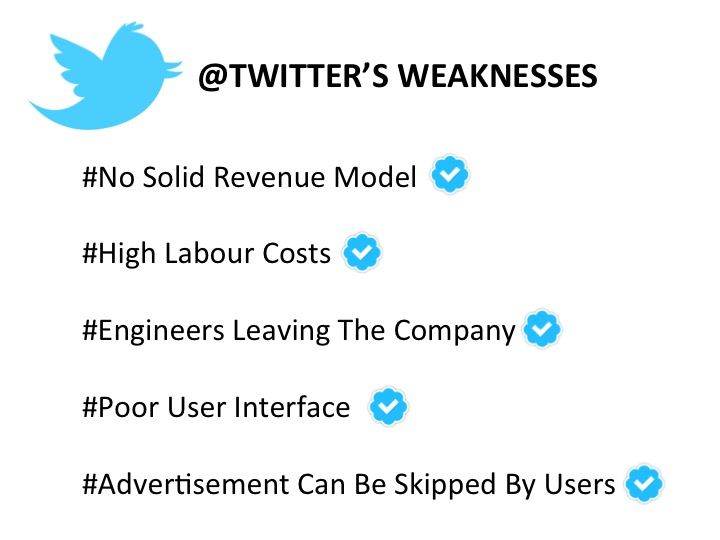 @TWITTER’S WEAKNESSES
#No Solid Revenue Model
#High Labour Costs
#Engineers Leaving The Company
#Poor User Interface
#Advertisement Can Be Skipped By Users